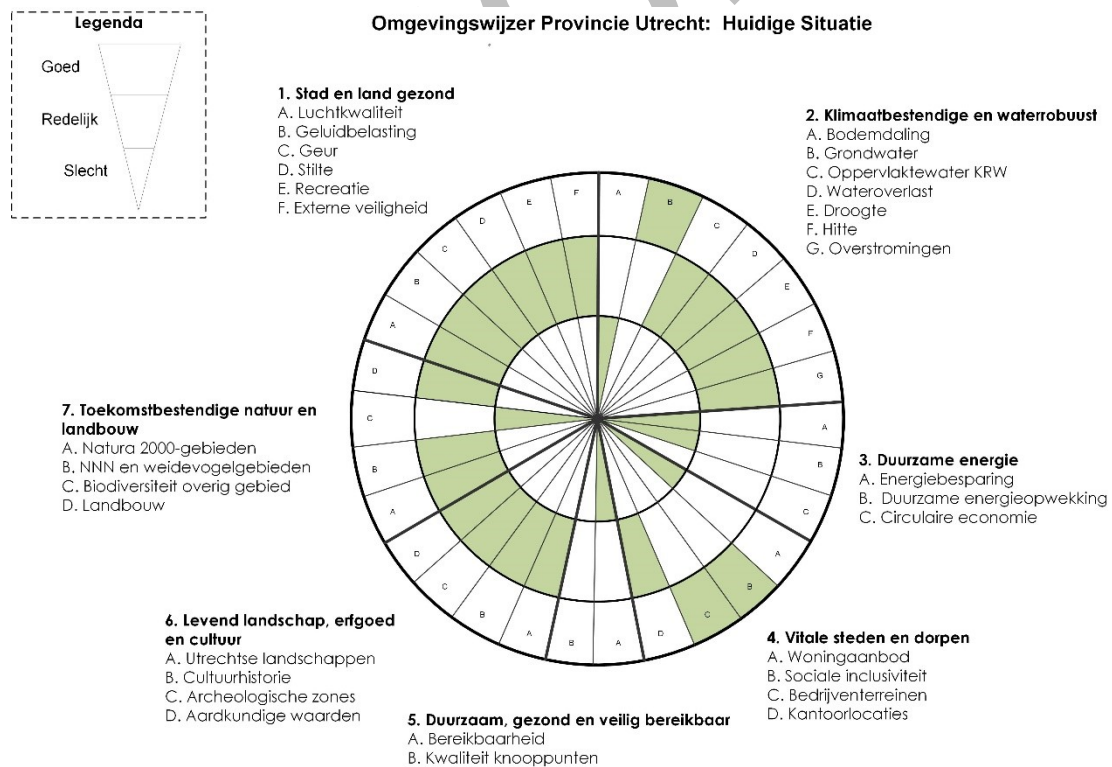 Legenda
Goed
Redelijk
Slecht
Omgevingswijzer Provincie Utrecht: Huidige Situatie
1. Stad en land gezond
A. Luchtkwaliteit
B. Geluidbelasting
C. Geur
D. Stilte
E. Recreatie
F. Externe veiligheid
2. Klimaatbestendige en waterrobuust
A. Bodemdaling
B. Grondwater
C. Oppervlaktewater KRW
D. Wateroverlast
E. Droogte
F. Hitte
G. Overstromingen
3. Duurzame energie
A. Energiebesparing
B. Duurzame energieopwekking
C. Circulaire economie
4. Vitale steden en dorpen
A. Woningaanbod
B. Sociale inclusiviteit
C. Bedrijventerreinen
D. Kantoorlocaties
5. Duurzaam, gezond en veilig bereikbaar
A. Bereikbaarheid
B. Kwaliteit knooppunten
6. Levend landschap, erfgoed
en cultuur
A. Utrechtse landschappen
B. Cultuurhistorie
C. Archeologische zones
D. Aardkundige waarden
7. Toekomstbestendige natuur en
landbouw
A. Natura 2000-gebieden
B. NNN en weidevogelgebieden
C. Biodiversiteit overig gebied
D. Landbouw
A
B
C
D
E
F
G
A
B
C
A
B
C
D
A
B
A
B
C
D
A
B
C
D
A
B
C
D
E
F